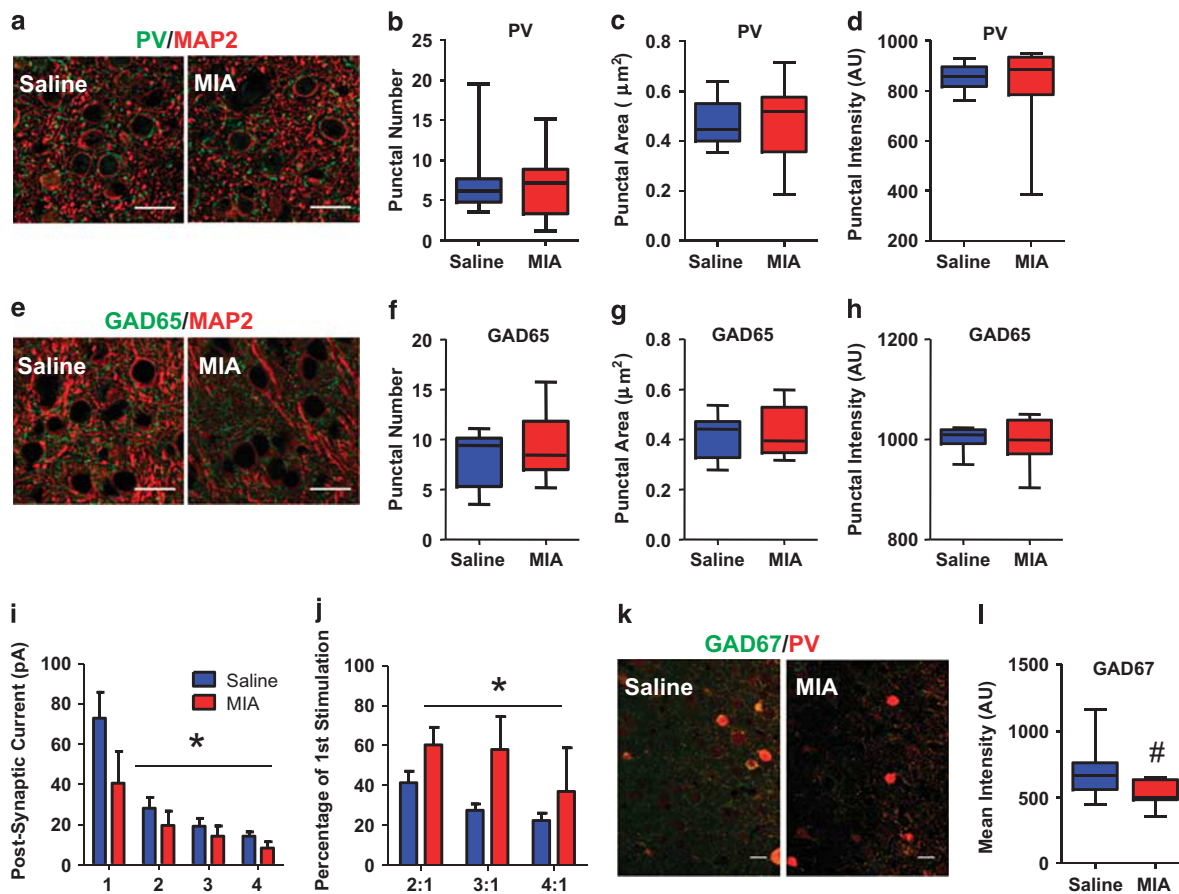 a
PV/MAP2
Saline
MIA
b
PV
Punctal Number
25
20
15
10
5
0
Saline
MIA
c
PV
Punctal Area ( μm²)
0.8
0.6
0.4
0.2
0.0
Saline
MIA
d
PV
Punctal Intensity (AU)
1000
800
600
400
200
Saline
MIA
e
GAD65/MAP2
Saline
MIA
f
GAD65
Punctal Number
20
15
10
5
0
Saline
MIA
g
GAD65
Punctal Area (μm²)
0.8
0.6
0.4
0.2
0.0
Saline
MIA
h
GAD65
Punctal Intensity (AU)
1200
1000
800
Saline
MIA
i
Post-Synaptic Current (pA)
100
80
60
40
20
0
Saline
MIA
*
1
2
3
4
j
Percentage of 1st Stimulation
100
80
60
40
20
0
*
2:1
3:1
4:1
k
GAD67/PV
Saline
MIA
l
GAD67
Mean Intensity (AU)
1500
1000
500
0
#
Saline
MIA